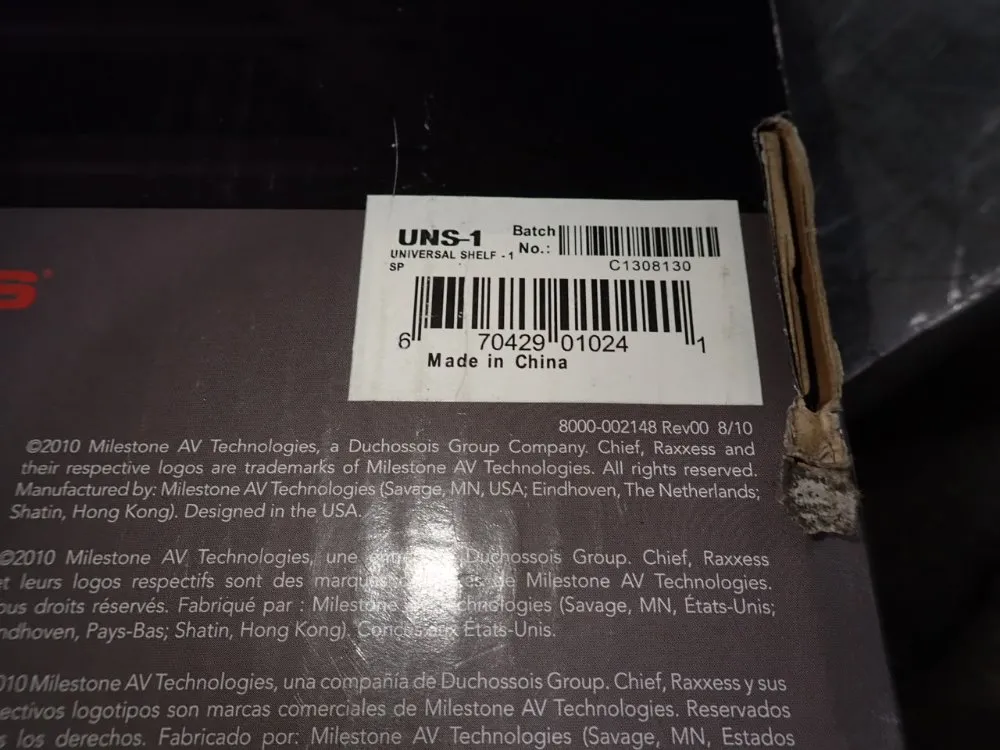 UNS-1
UNIVERSAL SHELF - 1
SP
Batch
No.:
C1308130
6 70429 01024 1
Made in China
S
8000-002148 Rev00 8/10
©2010 Milestone AV Technologies, a Duchossois Group Company. Chief, Raxxess and
their respective logos are trademarks of Milestone AV Technologies. All rights reserved.
Manufactured by: Milestone AV Technologies (Savage, MN, USA; Eindhoven, The Netherlands;
Shatin, Hong Kong). Designed in the USA.
©2010 Milestone AV Technologies, une Duchossois Group. Chief, Raxxess
et leurs logos respectifs sont des de Milestone AV Technologies.
droits réservés. Fabriqué par : Milestone AV Technologies (Savage, MN, États-Unis;
ndhoven, Pays-Bas; Shatin, Hong Kong). Conçus aux États-Unis.
010 Milestone AV Technologies, una compañía de Duchossois Group. Chief, Raxxess y sus
ectivos logotipos son marcas comerciales de Milestone AV Technologies. Reservados
s los derechos. Fabricado por: Milestone AV Technologies (Savage, MN, Estados